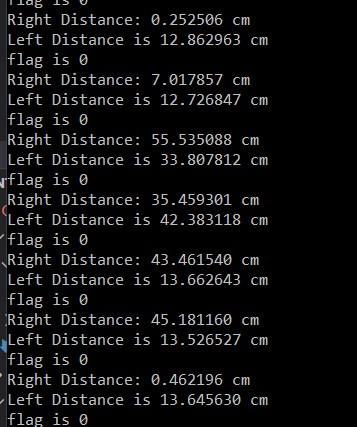 flag is 0
Right Distance: 0.252506 cm
Left Distance is 12.862963 cm
flag is 0
Right Distance: 7.017857 cm
Left Distance is 12.726847 cm
flag is 0
Right Distance: 55.535088 cm
Left Distance is 33.807812 cm
flag is 0
Right Distance: 35.459301 cm
Left Distance is 42.383118 cm
flag is 0
Right Distance: 43.461540 cm
Left Distance is 13.662643 cm
flag is 0
Right Distance: 45.181160 cm
Left Distance is 13.526527 cm
flag is 0
Right Distance: 0.462196 cm
Left Distance is 13.645630 cm
flag is 0